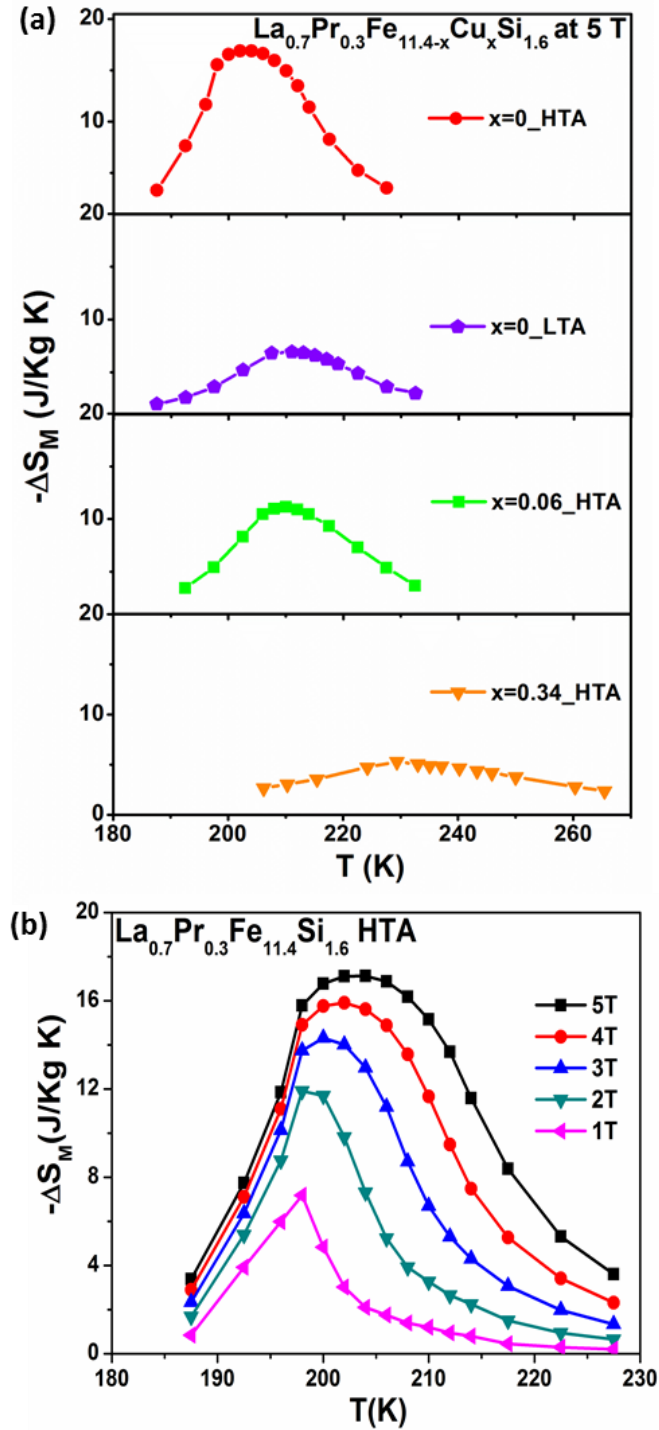 (a)
La0.7Pr0.3Fe11.4-xCuxSi1.6 at 5 T
20
10
x=0_HTA
20
10
x=0_LTA
20
10
x=0.06_HTA
20
10
x=0.34_HTA
0
-ΔSM (J/Kg K)
180 200 220 240 260
T (K)
(b)
La0.7Pr0.3Fe11.4Si1.6 HTA
20
16
12
8
4
0
-ΔSM(J/Kg K)
5T
4T
3T
2T
1T
180 190 200 210 220 230
T(K)